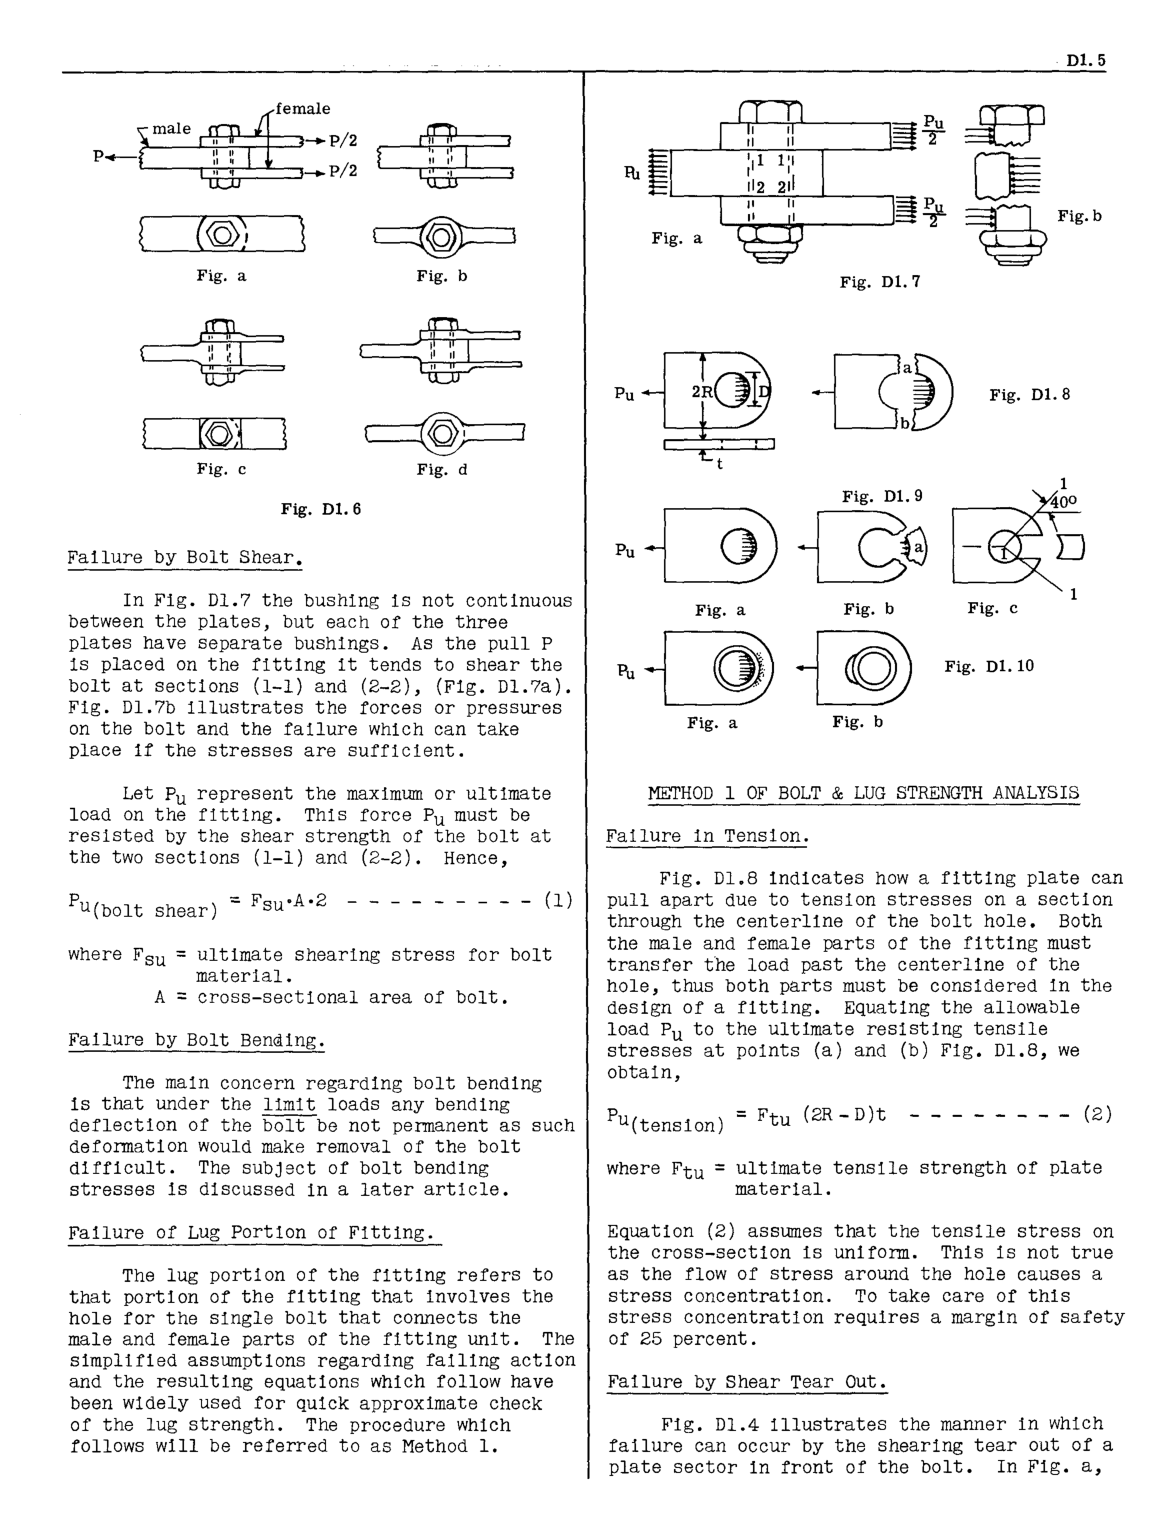 D1.5
female
male
P/2
P
P/2
Fig. a
Fig. b
Fig. c
Fig. d
Fig. D1.6
Failure by Bolt Shear.
In Fig. D1.7 the bushing is not continuous
between the plates, but each of the three
plates have separate bushings. As the pull P
is placed on the fitting it tends to shear the
bolt at sections (1-1) and (2-2), (Fig. D1.7a).
Fig. D1.7b illustrates the forces or pressures
on the bolt and the failure which can take
place if the stresses are sufficient.
Let Pu represent the maximum or ultimate
load on the fitting. This force Pu must be
resisted by the shear strength of the bolt at
the two sections (1-1) and (2-2). Hence,
Pu(bolt shear) = Fsu·A·2 - - - - - - - - - - (1)
where Fsu = ultimate shearing stress for bolt
material.
A = cross-sectional area of bolt.
Failure by Bolt Bending.
The main concern regarding bolt bending
is that under the limit loads any bending
deflection of the bolt be not permanent as such
deformation would make removal of the bolt
difficult. The subject of bolt bending
stresses is discussed in a later article.
Failure of Lug Portion of Fitting.
The lug portion of the fitting refers to
that portion of the fitting that involves the
hole for the single bolt that connects the
male and female parts of the fitting unit. The
simplified assumptions regarding failing action
and the resulting equations which follow have
been widely used for quick approximate check
of the lug strength. The procedure which
follows will be referred to as Method 1.
Pu/2
1 1
Pu
2 2
Pu/2
Fig. a
Fig. b
Fig. D1.7
Pu
2R
D
t
a
b
Fig. D1.8
Fig. D1.9
1
40°
Pu
a
1
1
Fig. a
Fig. b
Fig. c
Pu
Fig. D1.10
Fig. a
Fig. b
METHOD 1 OF BOLT & LUG STRENGTH ANALYSIS
Failure in Tension.
Fig. D1.8 indicates how a fitting plate can
pull apart due to tension stresses on a section
through the centerline of the bolt hole. Both
the male and female parts of the fitting must
transfer the load past the centerline of the
hole, thus both parts must be considered in the
design of a fitting. Equating the allowable
load Pu to the ultimate resisting tensile
stresses at points (a) and (b) Fig. D1.8, we
obtain,
Pu(tension) = Ftu (2R-D)t - - - - - - - - (2)
where Ftu = ultimate tensile strength of plate
material.
Equation (2) assumes that the tensile stress on
the cross-section is uniform. This is not true
as the flow of stress around the hole causes a
stress concentration. To take care of this
stress concentration requires a margin of safety
of 25 percent.
Failure by Shear Tear Out.
Fig. D1.4 illustrates the manner in which
failure can occur by the shearing tear out of a
plate sector in front of the bolt. In Fig. a,